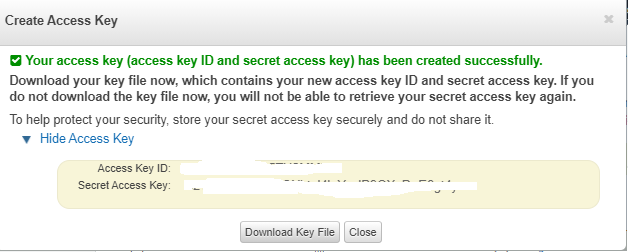 Create Access Key
Your access key (access key ID and secret access key) has been created successfully.
Download your key file now, which contains your new access key ID and secret access key. If you
do not download the key file now, you will not be able to retrieve your secret access key again.
To help protect your security, store your secret access key securely and do not share it.
Hide Access Key
Access Key ID:
Secret Access Key:
Download Key File Close